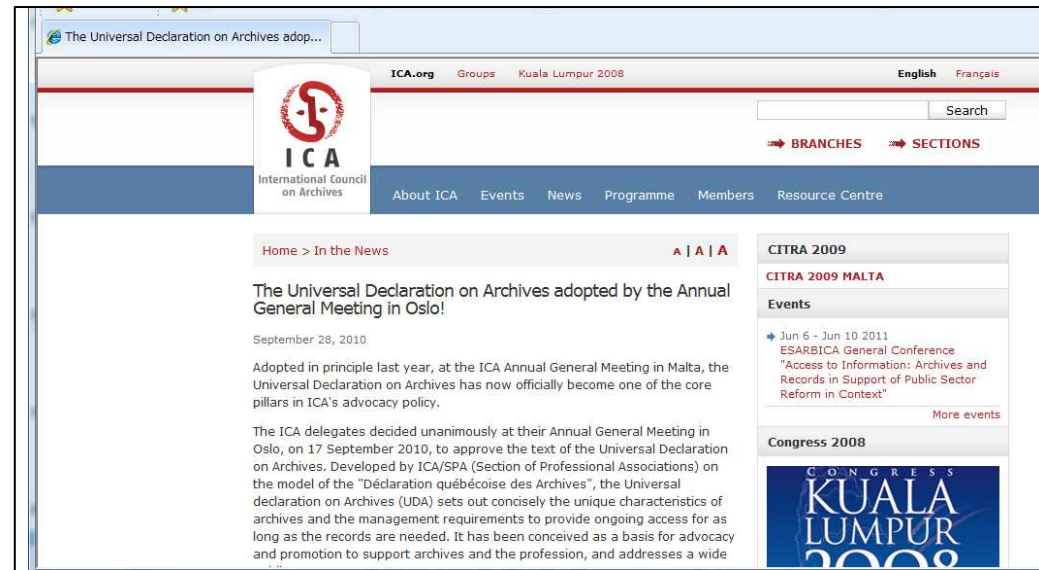 The Universal Declaration on Archives adop...
ICA.org Groups Kuala Lumpur 2008 English Français
Search
BRANCHES SECTIONS
ICA
International Council
on Archives
About ICA Events News Programme Members Resource Centre
Home > In the News A | A | A
The Universal Declaration on Archives adopted by the Annual
General Meeting in Oslo!
September 28, 2010
Adopted in principle last year, at the ICA Annual General Meeting in Malta, the
Universal Declaration on Archives has now officially become one of the core
pillars in ICA's advocacy policy.
The ICA delegates decided unanimously at their Annual General Meeting in
Oslo, on 17 September 2010, to approve the text of the Universal Declaration
on Archives. Developed by ICA/SPA (Section of Professional Associations) on
the model of the "Déclaration québécoise des Archives", the Universal
declaration on Archives (UDA) sets out concisely the unique characteristics of
archives and the management requirements to provide ongoing access for as
long as the records are needed. It has been conceived as a basis for advocacy
and promotion to support archives and the profession, and addresses a wide
CITRA 2009
CITRA 2009 MALTA
Events
Jun 6 - Jun 10 2011
ESARBICA General Conference
"Access to Information: Archives and
Records in Support of Public Sector
Reform in Context"
More events
Congress 2008
CONGRESS
KUALA
LUMPUR
2008